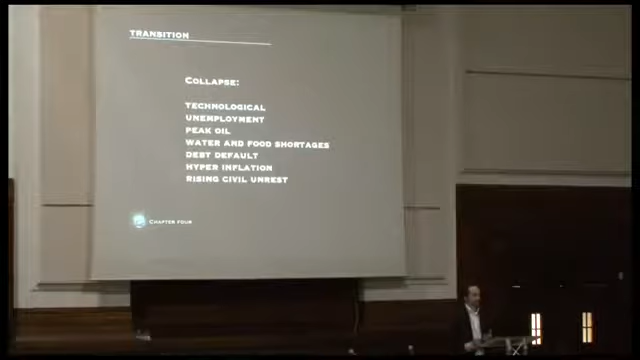 TRANSITION
COLLAPSE:
TECHNOLOGICAL
UNEMPLOYMENT
PEAK OIL
WATER AND FOOD SHORTAGES
DEBT DEFAULT
HYPER INFLATION
RISING CIVIL UNREST
CHAPTER FOUR